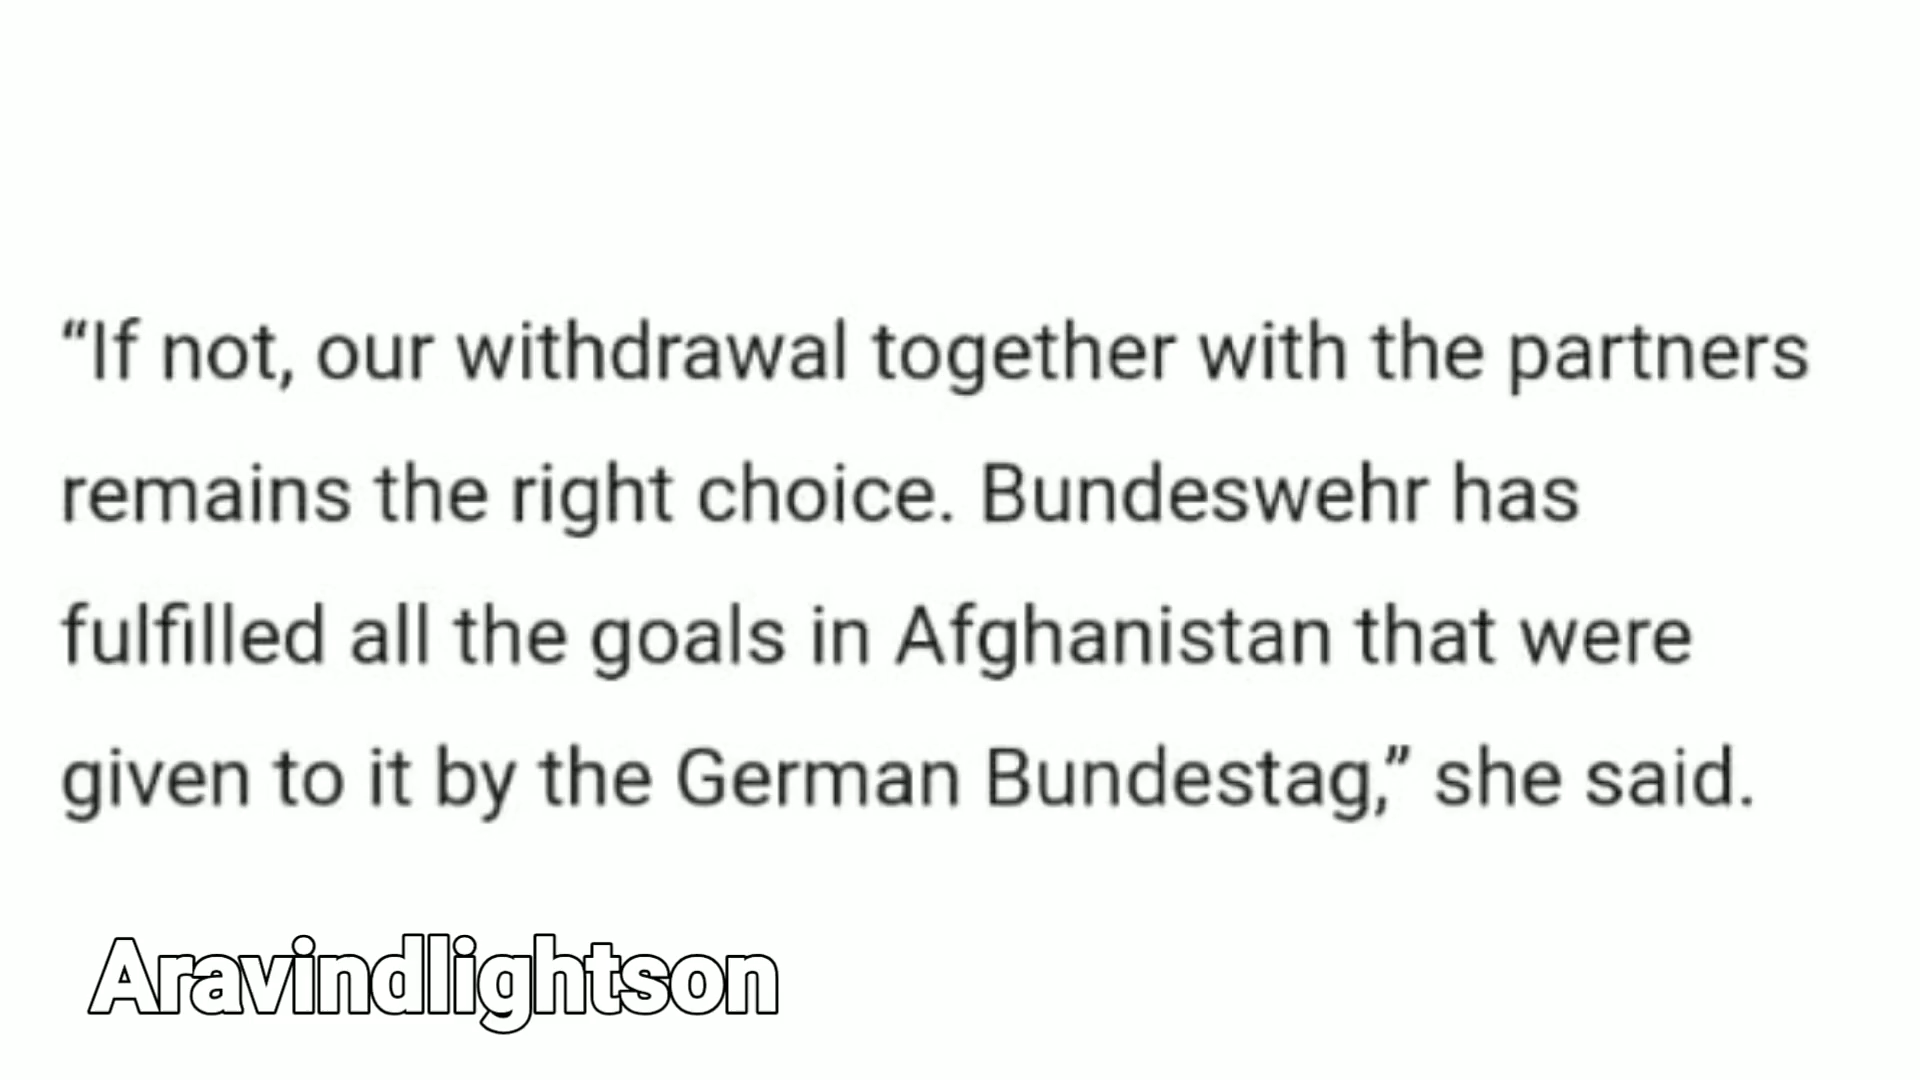 “If not, our withdrawal together with the partners
remains the right choice. Bundeswehr has
fulfilled all the goals in Afghanistan that were
given to it by the German Bundestag,” she said.
Aravindlightson